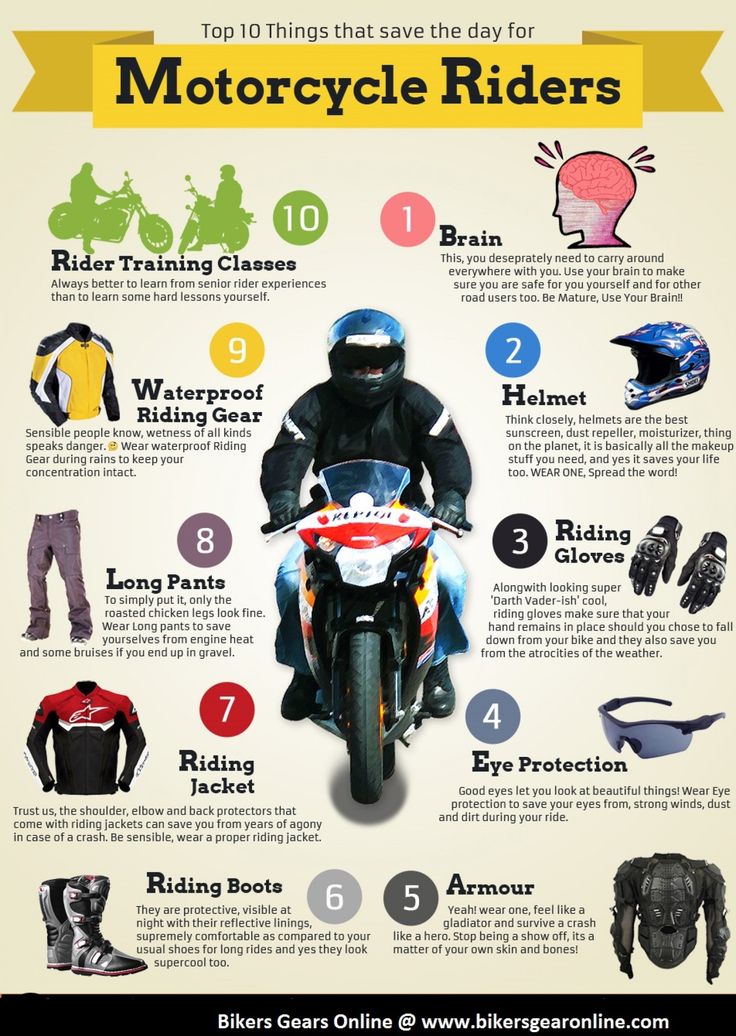 Top 10 Things that save the day for
Motorcycle Riders
1
Brain
This, you deseprately need to carry around
everywhere with you. Use your brain to make
sure you are safe for you yourself and for other
road users too. Be Mature, Use Your Brain!!
2
Helmet
Think closely, helmets are the best
sunscreen, dust repeller, moisturizer, thing
on the planet, it is basically all the makeup
stuff you need, and yes it saves your life
too. WEAR ONE, Spread the word!
3
Riding
Gloves
Alongwith looking super
'Darth Vader-ish' cool,
riding gloves make sure that your
hand remains in place should you chose to fall
down from your bike and they also save you
from the atrocities of the weather.
4
Eye Protection
Good eyes let you look at beautiful things! Wear Eye
protection to save your eyes from, strong winds, dust
and dirt during your ride.
5
Armour
Yeah! wear one, feel like a
gladiator and survive a crash
like a hero. Stop being a show off, its a
matter of your own skin and bones!
6
Riding Boots
They are protective, visible at
night with their reflective linings,
supremely comfortable as compared to your
usual shoes for long rides and yes they look
supercool too.
7
Riding
Jacket
Trust us, the shoulder, elbow and back protectors that
come with riding jackets can save you from years of agony
in case of a crash. Be sensible, wear a proper riding jacket.
8
Long Pants
To simply put it, only the
roasted chicken legs look fine.
Wear Long pants to save
yourselves from engine heat
and some bruises if you end up in gravel.
9
Waterproof
Riding Gear
Sensible people know, wetness of all kinds
speaks danger. 🤔 Wear waterproof Riding
Gear during rains to keep your
concentration intact.
10
Rider Training Classes
Always better to learn from senior rider experiences
than to learn some hard lessons yourself.
REPSOL
SHOEI
Bikers Gears Online @ www.bikersgearonline.com